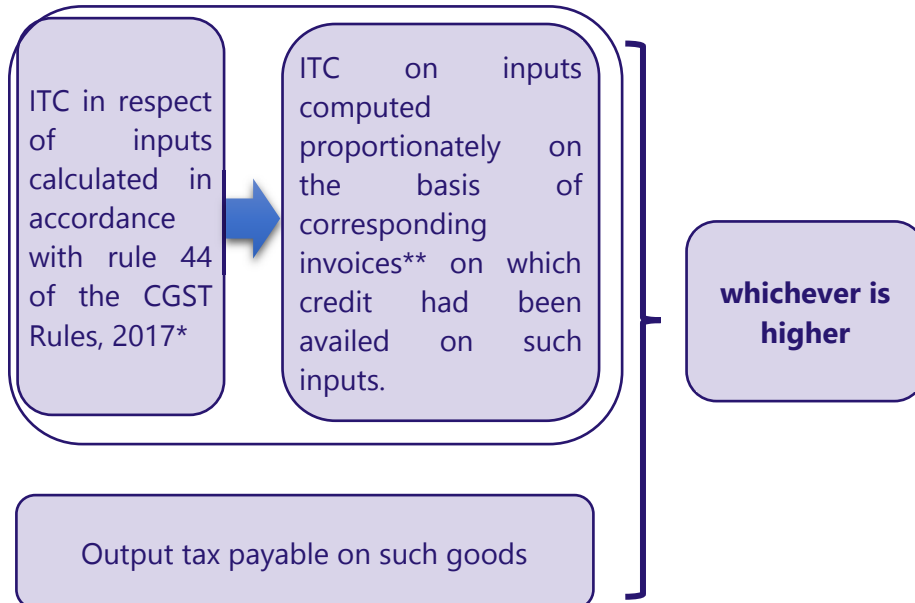 ITC in respect
of inputs
calculated in
accordance
with rule 44
of the CGST
Rules, 2017*
ITC on inputs
computed
proportionately on
the basis of
corresponding
invoices** on which
credit had been
availed on such
inputs.
whichever is
higher
Output tax payable on such goods